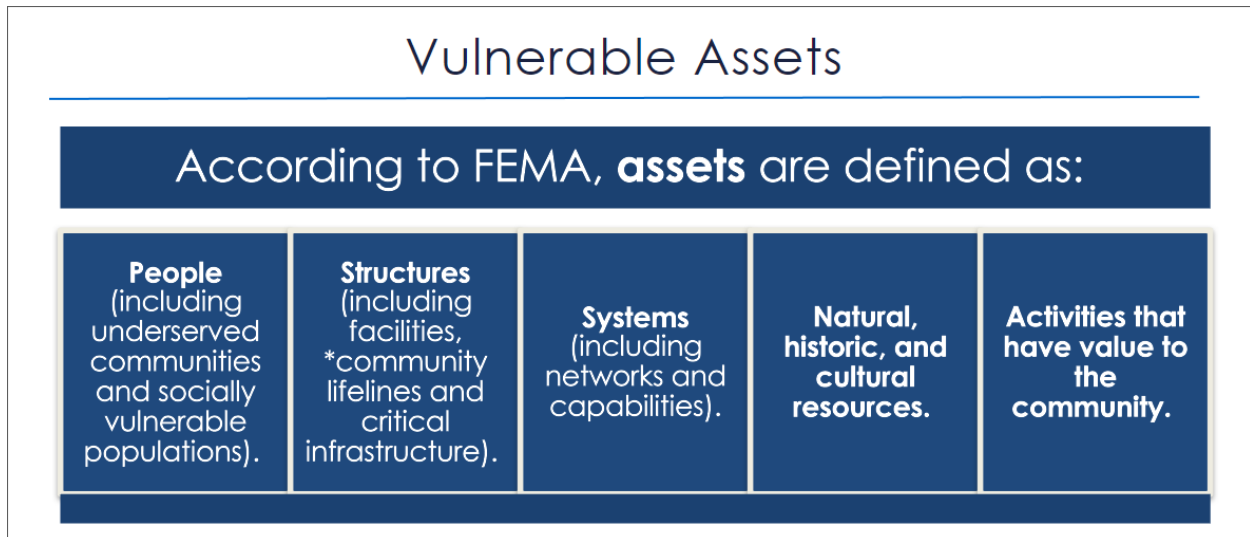 Vulnerable Assets
According to FEMA, assets are defined as:
People
(including
underserved
communities
and socially
vulnerable
populations).
Structures
(including
facilities,
*community
lifelines and
critical
infrastructure).
Systems
(including
networks and
capabilities).
Natural,
historic, and
cultural
resources.
Activities that
have value to
the
community.